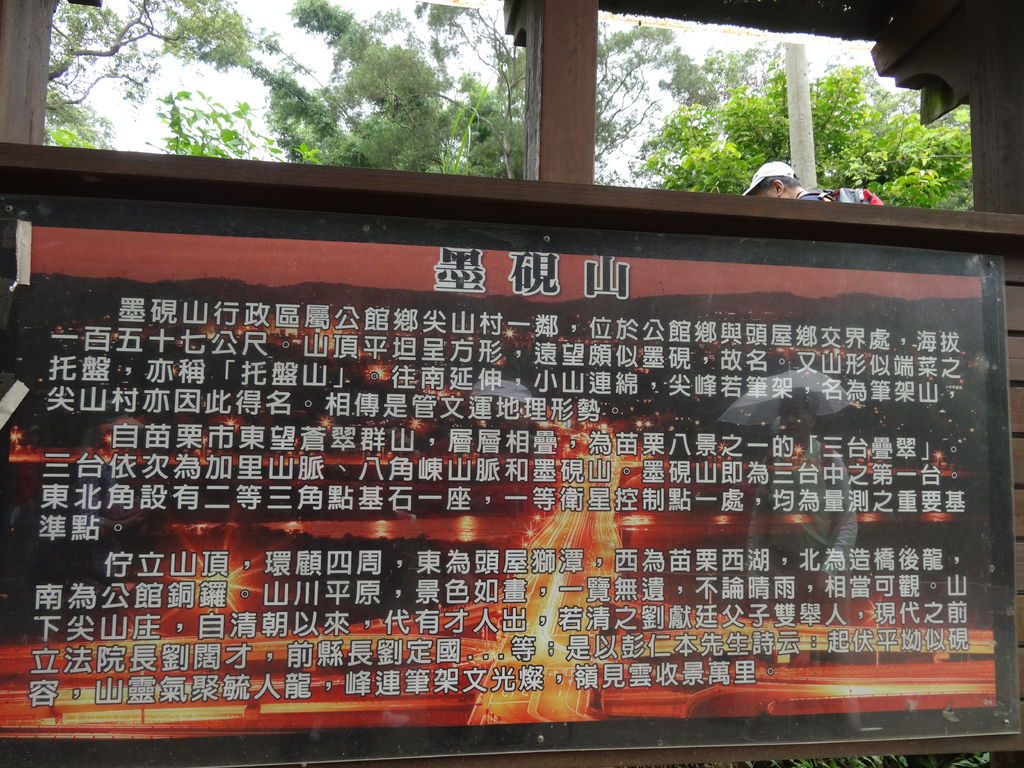 墨硯山
墨硯山行政區屬公館鄉尖山村一鄰，位於公館鄉與頭屋鄉交界處，海拔
一百五十七公尺。山頂平坦呈方形，遠望頗似墨硯，故名。又山形似端菜之
托盤，亦稱「托盤山」。往南延伸　小山連綿，尖峰若筆架，名為筆架山，
尖山村亦因此得名。相傳是管文運地理形勢。
自苗栗市東望蒼翠群山，層層相疊，為苗栗八景之一的「三台疊翠」。
三台依次為加里山脈、八角崠山脈和墨硯山。墨硯山即為三台中之第一台。
東北角設有二等三角點基石一座，一等衛星控制點一處，均為量測之重要基
準點。
佇立山頂，環顧四周，東為頭屋獅潭，西為苗栗西湖，北為造橋後龍，
南為公館銅鑼。山川平原，景色如畫，一覽無遺，不論晴雨，相當可觀。山
下尖山庄，自清朝以來，代有才人出，若清之劉獻廷父子雙舉人，現代之前
立法院長劉闊才，前縣長劉定國...等；是以彭仁本先生詩云：起伏平坳似硯
容，山靈氣聚毓人龍，峰連筆架文光燦，嶺見雲收景萬里。